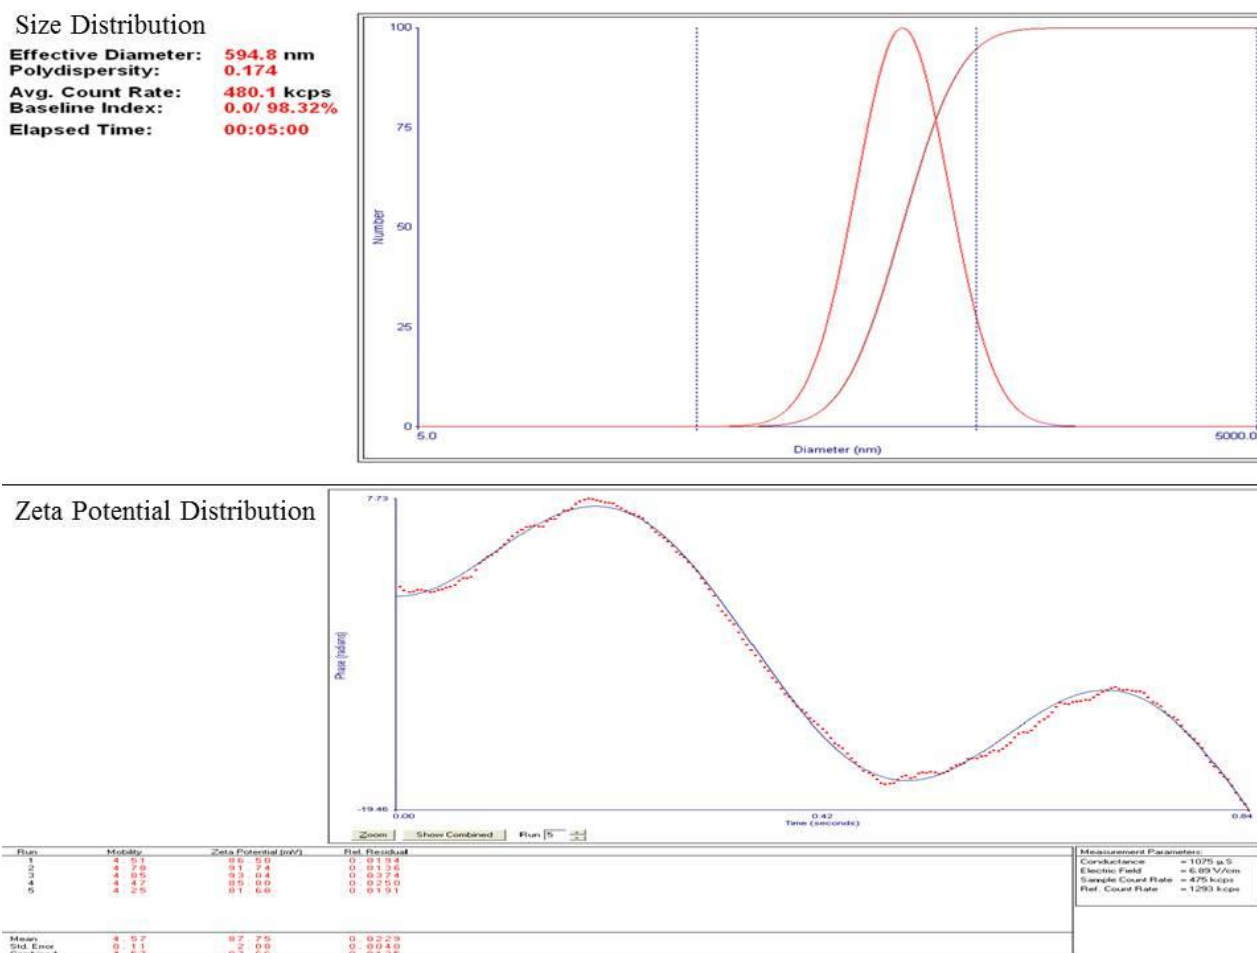 Size Distribution
Effective Diameter: 594.8 nm
Polydispersity: 0.174
Avg. Count Rate: 480.1 kcps
Baseline Index: 0.0/ 98.32%
Elapsed Time: 00:05:00
100
75
50
25
0
Number
5.0
5000.0
Diameter (nm)
Zeta Potential Distribution
7.73
-19.46
Phase (radians)
0.00
0.42
0.84
Time (seconds)
Zoom Show Combined Run 5
Run Mobility Zeta Potential (mV) Rel. Residual
1 4.51 86.50 0.0194
2 4.78 91.74 0.0136
3 4.85 93.04 0.0374
4 4.47 85.80 0.0250
5 4.25 81.68 0.0191
Mean 4.57 87.75 0.0229
Std. Error 0.11 2.08 0.0040
Measurement Parameters:
Conductance = 1075 µS
Electric Field = 6.89 V/cm
Sample Count Rate = 475 kcps
Ref. Count Rate = 1293 kcps